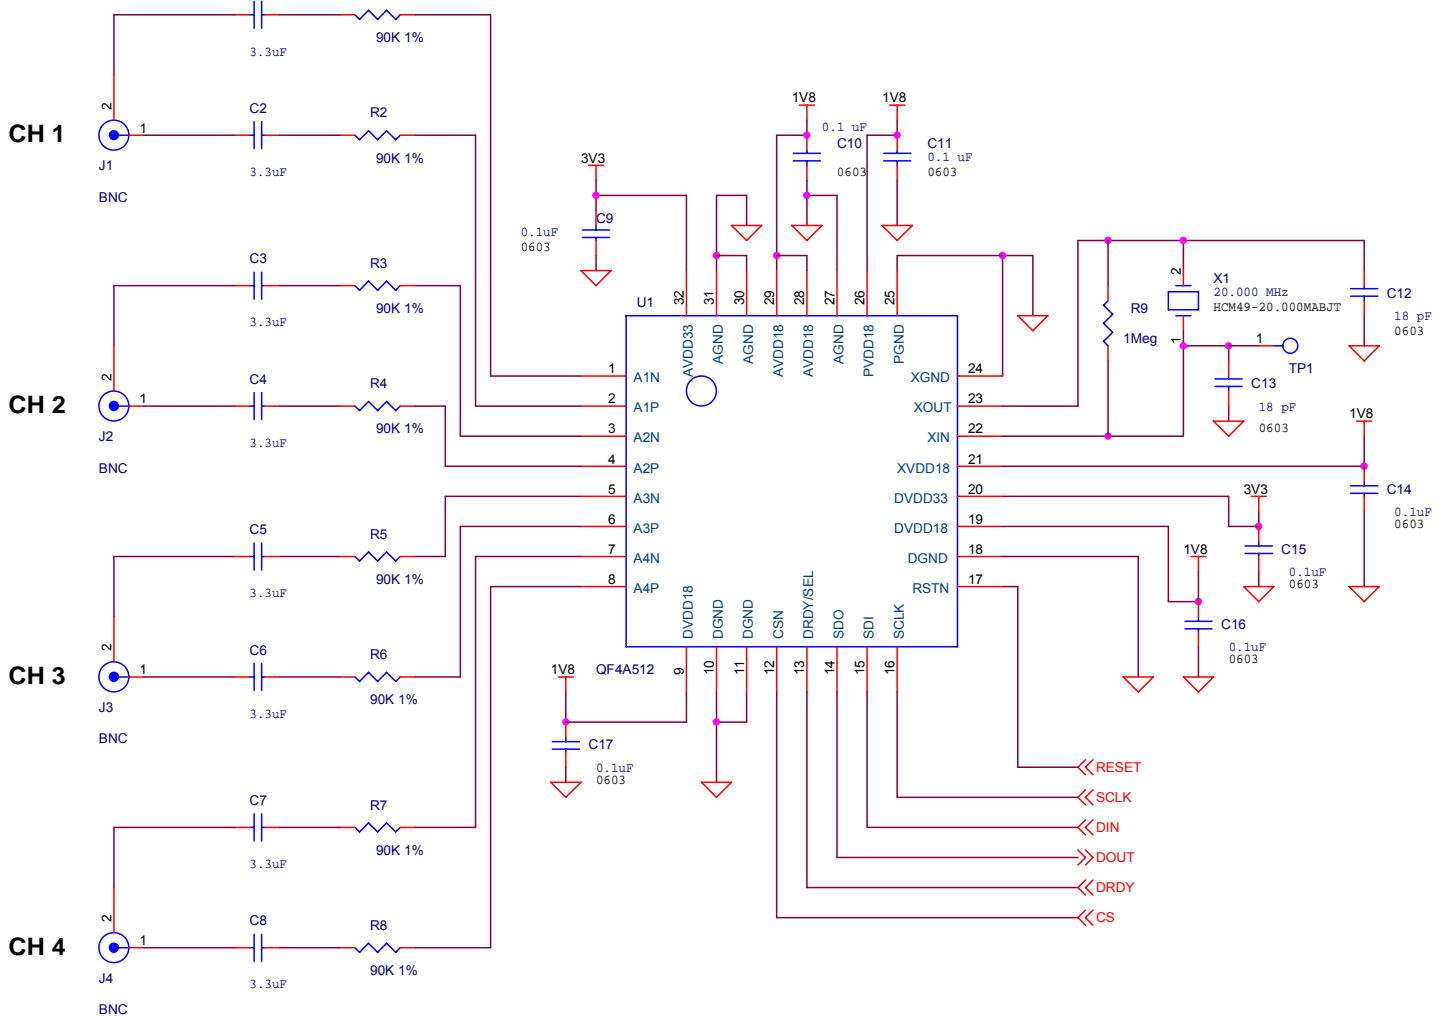 90K 1%
3.3uF
CH 1
2
1
J1
BNC
C2
3.3uF
R2
90K 1%
C3
3.3uF
R3
90K 1%
CH 2
2
1
J2
BNC
C4
3.3uF
R4
90K 1%
C5
3.3uF
R5
90K 1%
CH 3
2
1
J3
BNC
C6
3.3uF
R6
90K 1%
C7
3.3uF
R7
90K 1%
CH 4
2
1
J4
BNC
C8
3.3uF
R8
90K 1%
3V3
C9
0.1uF
0603
1V8
0.1 uF
C10
0603
1V8
C11
0.1 uF
0603
U1
32
31
30
29
28
27
26
25
AVDD33
AGND
AGND
AVDD18
AVDD18
AGND
PVDD18
PGND
1
A1N
2
A1P
3
A2N
4
A2P
5
A3N
6
A3P
7
A4N
8
A4P
XGND
24
XOUT
23
XIN
22
XVDD18
21
DVDD33
20
DVDD18
19
DGND
18
RSTN
17
DVDD18
DGND
DGND
CSN
DRDY/SEL
SDO
SDI
SCLK
9
10
11
12
13
14
15
16
QF4A512
1V8
C17
0.1uF
0603
R9
1Meg
2
1
X1
20.000 MHz
HCM49-20.000MABJT
C12
18 pF
0603
1
TP1
C13
18 pF
0603
1V8
C14
0.1uF
0603
3V3
C15
0.1uF
0603
1V8
C16
0.1uF
0603
RESET
SCLK
DIN
DOUT
DRDY
CS